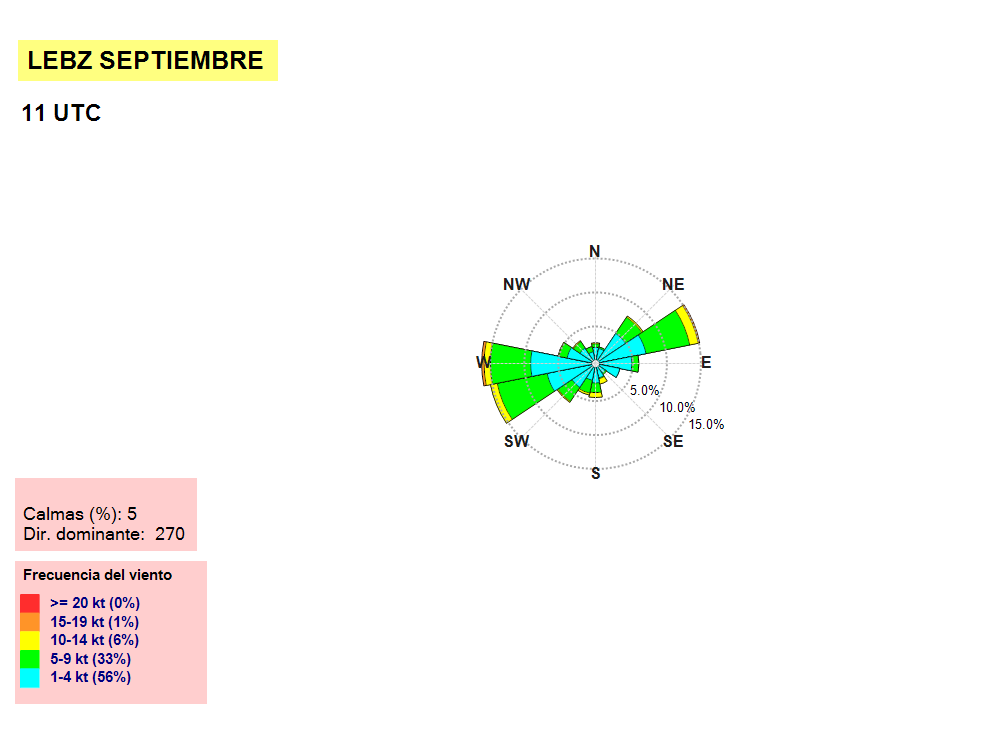 LEBZ SEPTIEMBRE
11 UTC
N
NW
NE
W
E
5.0%
10.0%
15.0%
SW
SE
S
Calmas (%): 5
Dir. dominante: 270
Frecuencia del viento
>= 20 kt (0%)
15-19 kt (1%)
10-14 kt (6%)
5-9 kt (33%)
1-4 kt (56%)